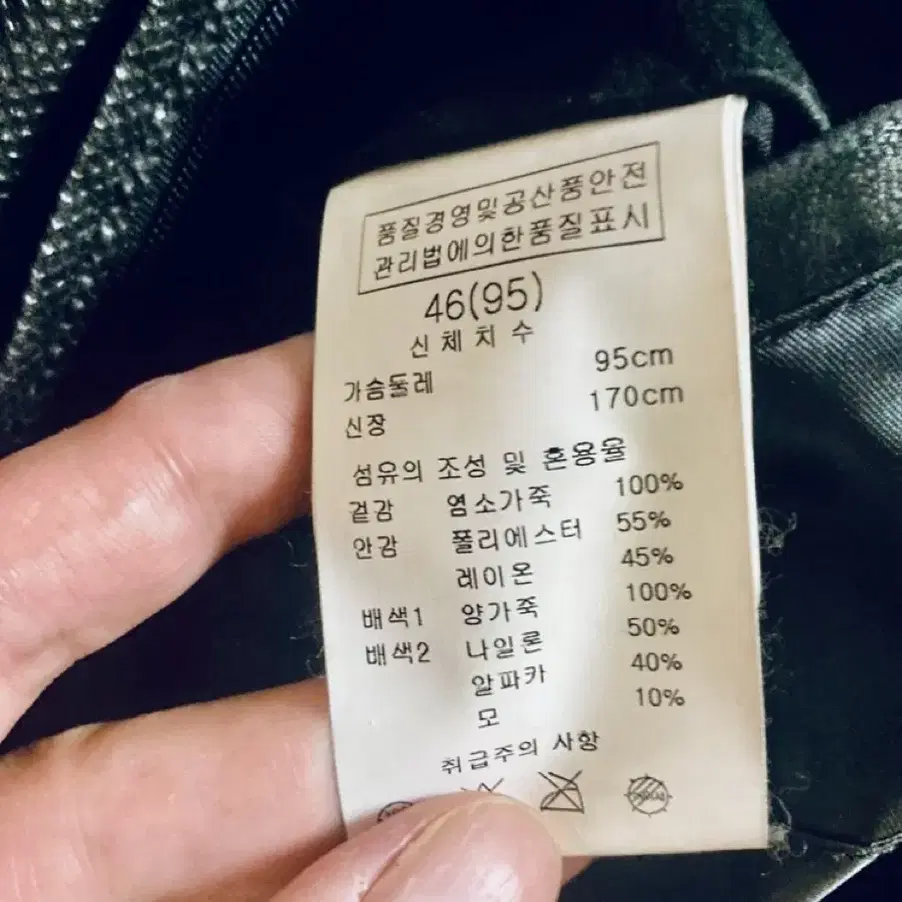 품질경영및공산품안전
관리법에의한품질표시
46(95)
신체치수
가슴둘레 95cm
신장 170cm
섬유의 조성 및 혼용율
겉감 염소가죽 100%
안감 폴리에스터 55%
레이온 45%
배색1 양가죽 100%
배색2 나일론 50%
알파카 40%
모 10%
취급주의 사항